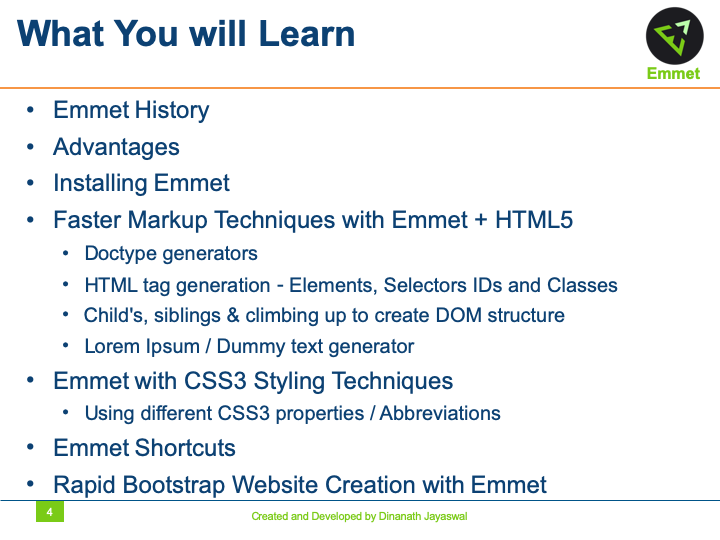 What You will Learn
Emmet
• Emmet History
• Advantages
• Installing Emmet
• Faster Markup Techniques with Emmet + HTML5
• Doctype generators
• HTML tag generation - Elements, Selectors IDs and Classes
• Child's, siblings & climbing up to create DOM structure
• Lorem Ipsum / Dummy text generator
• Emmet with CSS3 Styling Techniques
• Using different CSS3 properties / Abbreviations
• Emmet Shortcuts
• Rapid Bootstrap Website Creation with Emmet
4
Created and Developed by Dinanath Jayaswal